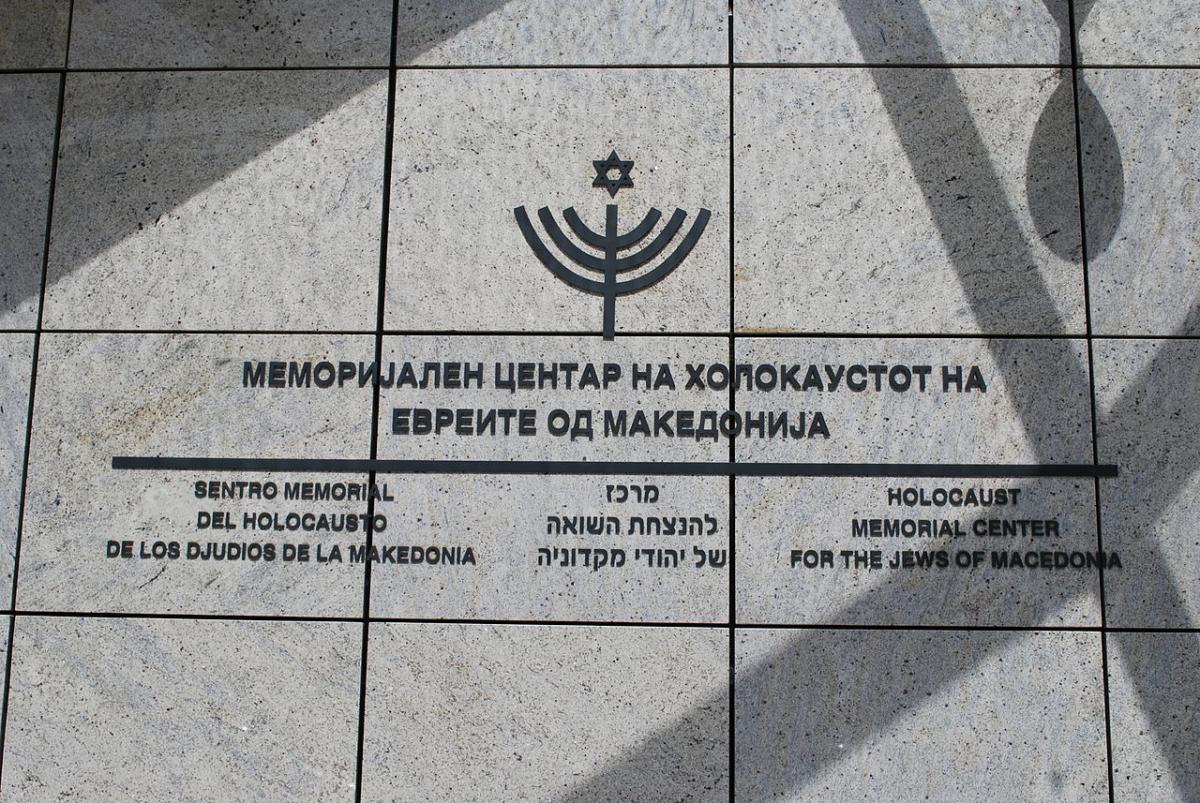 МЕМОРИЈАЛЕН ЦЕНТАР НА ХОЛОКАУСТОТ НА
ЕВРЕИТЕ ОД МАКЕДОНИЈА
SENTRO MEMORIAL
DEL HOLOCAUSTO
DE LOS DJUDIOS DE LA MAKEDONIA
מרכז
להנצחת השואה
של יהודי מקדוניה
HOLOCAUST
MEMORIAL CENTER
FOR THE JEWS OF MACEDONIA